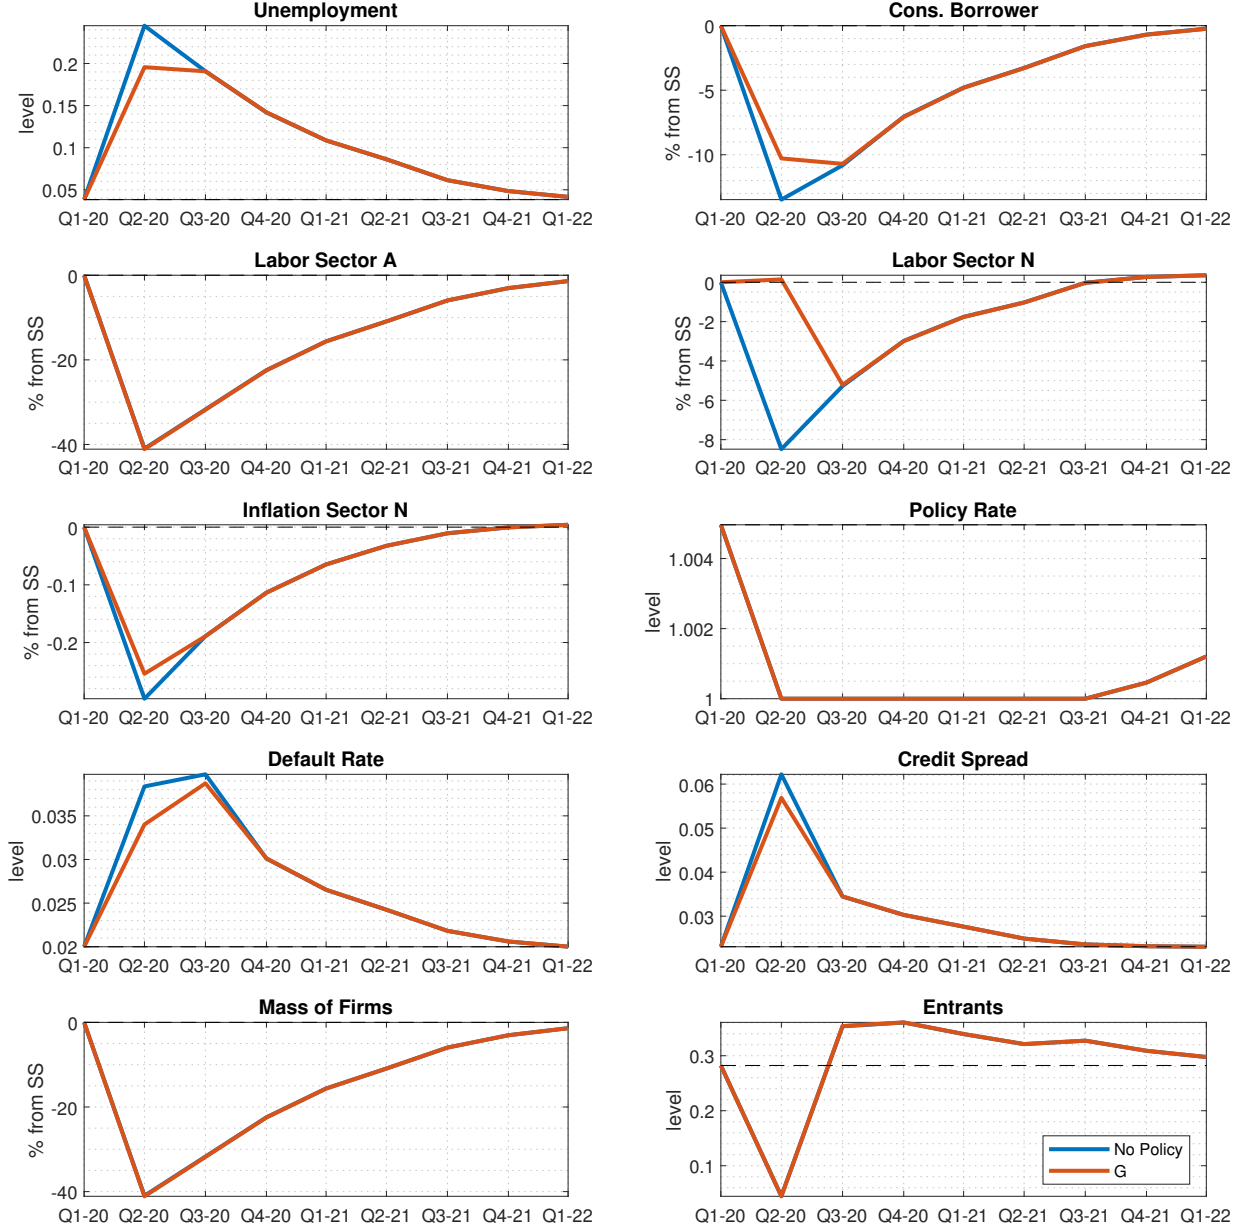 Unemployment
0.2
0.15
0.1
0.05
level
Q1-20 Q2-20 Q3-20 Q4-20 Q1-21 Q2-21 Q3-21 Q4-21 Q1-22
Cons. Borrower
0
-5
-10
% from SS
Q1-20 Q2-20 Q3-20 Q4-20 Q1-21 Q2-21 Q3-21 Q4-21 Q1-22
Labor Sector A
0
-20
-40
% from SS
Q1-20 Q2-20 Q3-20 Q4-20 Q1-21 Q2-21 Q3-21 Q4-21 Q1-22
Labor Sector N
0
-2
-4
-6
-8
% from SS
Q1-20 Q2-20 Q3-20 Q4-20 Q1-21 Q2-21 Q3-21 Q4-21 Q1-22
Inflation Sector N
0
-0.1
-0.2
% from SS
Q1-20 Q2-20 Q3-20 Q4-20 Q1-21 Q2-21 Q3-21 Q4-21 Q1-22
Policy Rate
1.004
1.002
1
level
Q1-20 Q2-20 Q3-20 Q4-20 Q1-21 Q2-21 Q3-21 Q4-21 Q1-22
Default Rate
0.035
0.03
0.025
0.02
level
Q1-20 Q2-20 Q3-20 Q4-20 Q1-21 Q2-21 Q3-21 Q4-21 Q1-22
Credit Spread
0.06
0.05
0.04
0.03
level
Q1-20 Q2-20 Q3-20 Q4-20 Q1-21 Q2-21 Q3-21 Q4-21 Q1-22
Mass of Firms
0
-20
-40
% from SS
Q1-20 Q2-20 Q3-20 Q4-20 Q1-21 Q2-21 Q3-21 Q4-21 Q1-22
Entrants
0.3
0.2
0.1
level
No Policy
G
Q1-20 Q2-20 Q3-20 Q4-20 Q1-21 Q2-21 Q3-21 Q4-21 Q1-22